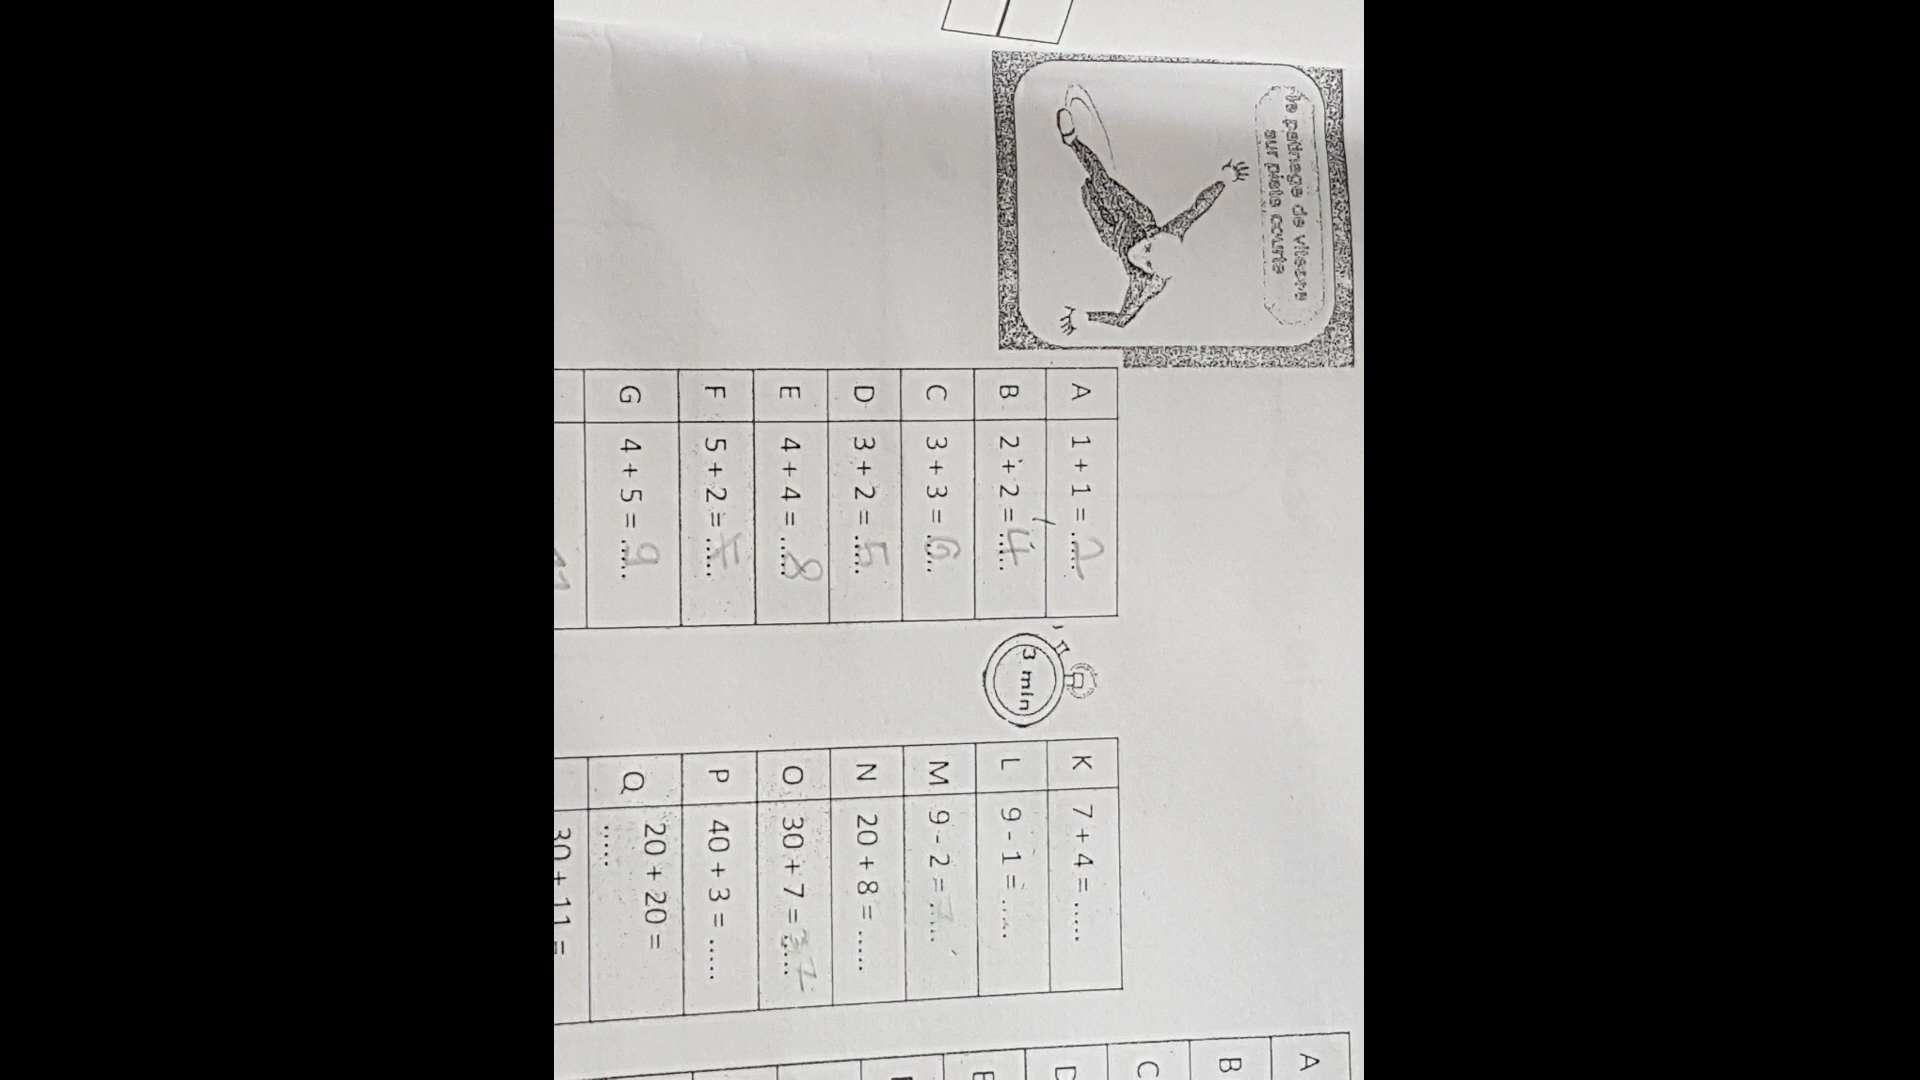 le patinage de vitesse
sur piste courte
A 1 + 1 = ..... 2
B 2 + 2 = ..... 4
C 3 + 3 = ..... 6
D 3 + 2 = ..... 5
E 4 + 4 = ..... 8
F 5 + 2 = ..... 7
G 4 + 5 = ..... 9
3 min
K 7 + 4 = .....
L 9 - 1 = .....
M 9 - 2 = ..... 7
N 20 + 8 = .....
O 30 + 7 = ..... 37
P 40 + 3 = .....
Q 20 + 20 =
.....
30 + 11 =
A
B
C
D
E